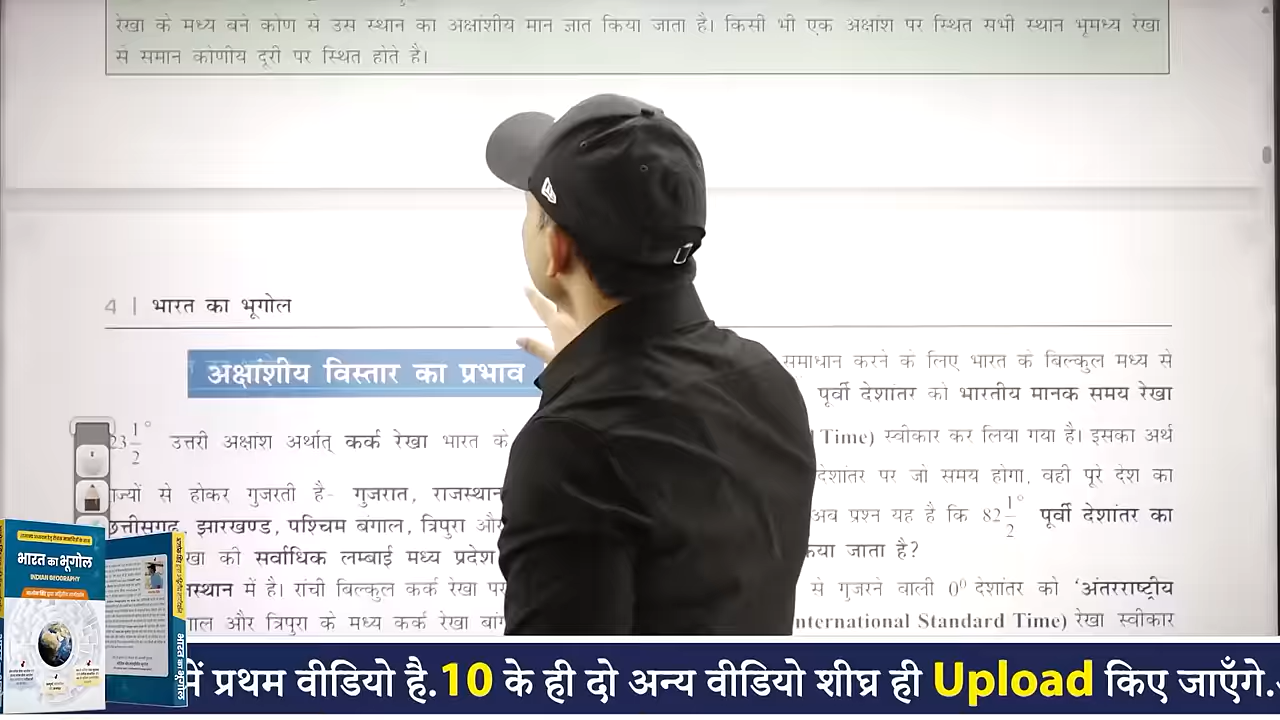 रेखा के मध्य बने कोण से उस स्थान का अक्षांशीय मान ज्ञात किया जाता है। किसी भी एक अक्षांश पर स्थित सभी स्थान भूमध्य रेखा
से समान कोणीय दूरी पर स्थित होते है।
4 | भारत का भूगोल
अक्षांशीय विस्तार का प्रभाव
23 1/2° उत्तरी अक्षांश अर्थात् कर्क रेखा भारत के
ज्यों से होकर गुजरती है- गुजरात, राजस्थान
छत्तीसगढ़, झारखण्ड, पश्चिम बंगाल, त्रिपुरा और
खा की सर्वाधिक लम्बाई मध्य प्रदेश
स्थान में है। रांची बिल्कुल कर्क रेखा पर
ाल और त्रिपुरा के मध्य कर्क रेखा बां
समाधान करने के लिए भारत के बिल्कुल मध्य से
पूर्वी देशांतर को भारतीय मानक समय रेखा
Time) स्वीकार कर लिया गया है। इसका अर्थ
देशांतर पर जो समय होगा, वही पूरे देश का
अब प्रश्न यह है कि 82 1/2° पूर्वी देशांतर का
किया जाता है?
गुजरने वाली 0° देशांतर को 'अंतरराष्ट्रीय
nternational Standard Time) रेखा स्वीकार
भारत का भूगोल
INDIAN GEOGRAPHY
भारत का भूगोल
प्रथम वीडियो है. 10 के ही दो अन्य वीडियो शीघ्र ही Upload किए जाएँगे.